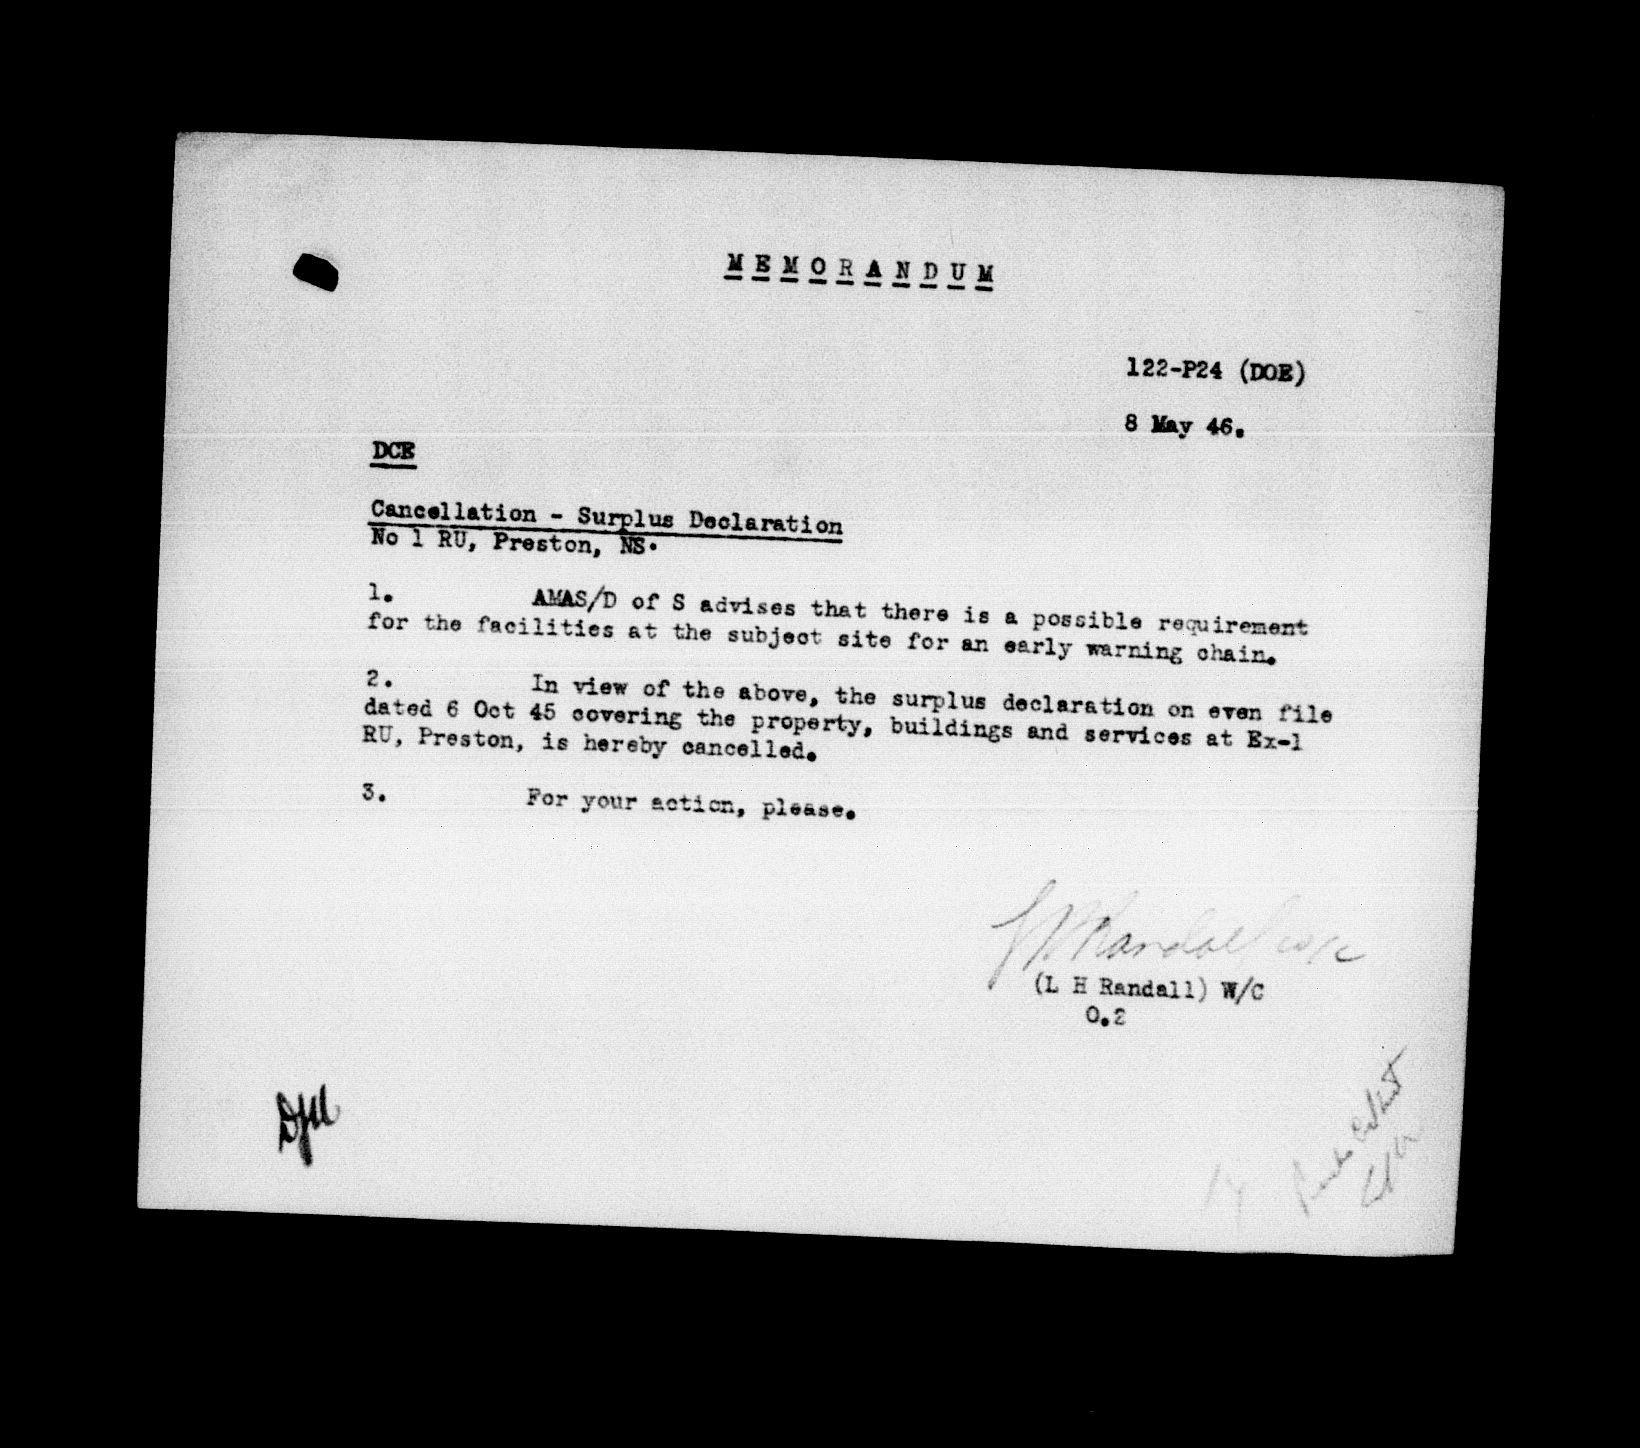 MEMORANDUM
122-P24 (DOE)
8 May 46.
DCE
Cancellation - Surplus Declaration
No 1 RU, Preston, NS.
1. AMAS/D of S advises that there is a possible requirement
for the facilities at the subject site for an early warning chain.
2. In view of the above, the surplus declaration on even file
dated 6 Oct 45 covering the property, buildings and services at Ex-1
RU, Preston, is hereby cancelled.
3. For your action, please.
LH Randall W/C
(L H Randall) W/C
O.2